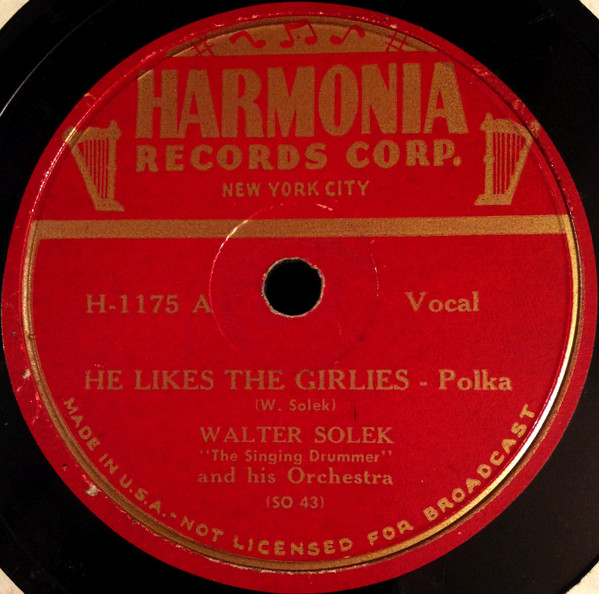 HARMONIA
RECORDS CORP.
NEW YORK CITY
H-1175 A
Vocal
HE LIKES THE GIRLIES - Polka
(W. Solek)
WALTER SOLEK
"The Singing Drummer"
and his Orchestra
(SO 43)
MADE IN U.S.A.-NOT LICENSED FOR BROADCAST